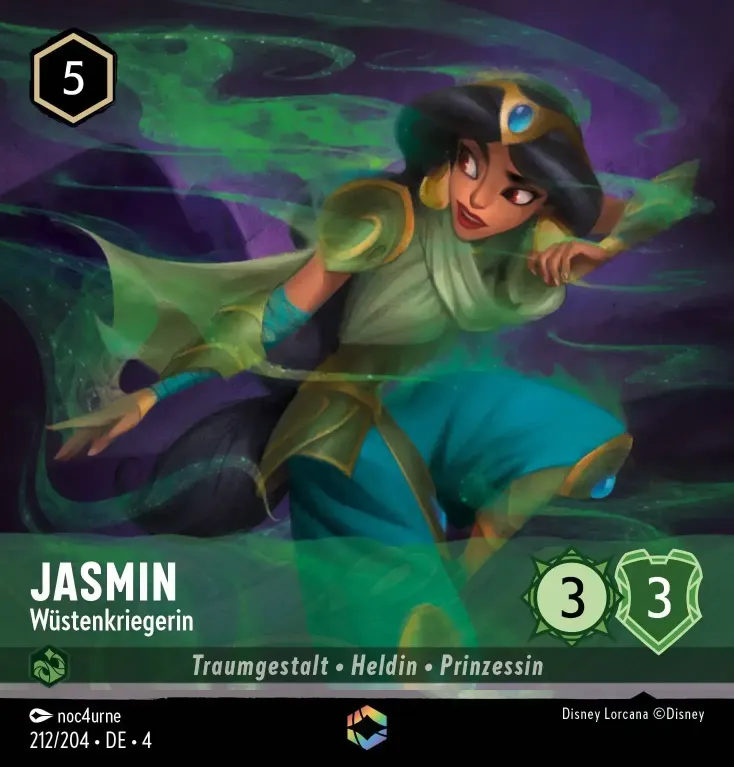 5
JASMIN
Wüstenkriegerin
3
3
Traumgestalt • Heldin • Prinzessin
noc4urne
Disney Lorcana ©Disney
212/204 • DE • 4